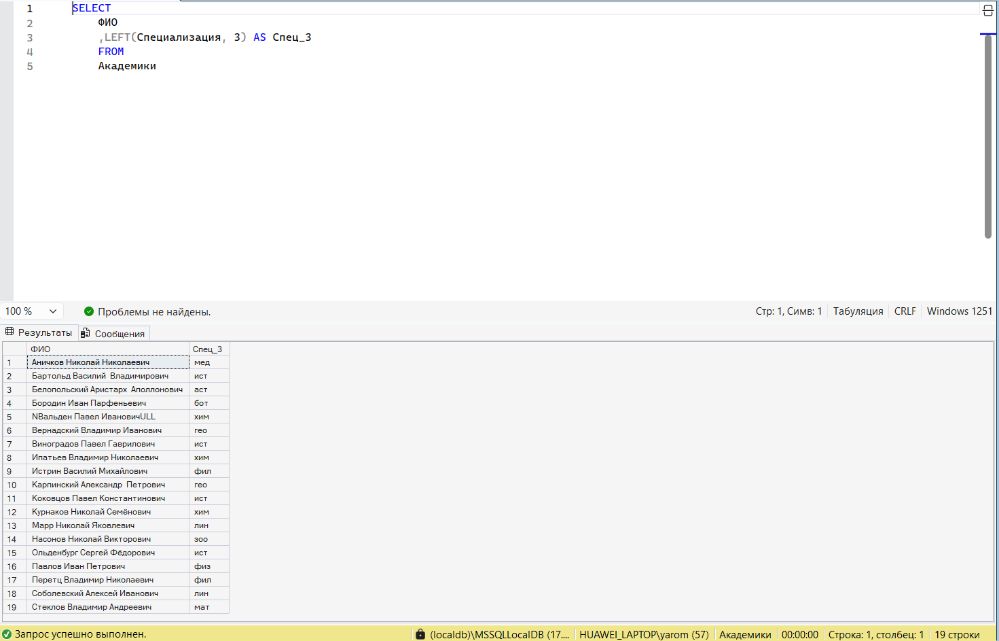 1 SELECT
2 ФИО
3 ,LEFT(Специализация, 3) AS Спец_3
4 FROM
5 Академики
100 % Проблемы не найдены. Стр: 1, Симв: 1 Табуляция CRLF Windows 1251
Результаты Сообщения
ФИО Спец_3
1 Аничков Николай Николаевич мед
2 Бартольд Василий  Владимирович ист
3 Белопольский Аристарх  Аполлонович аст
4 Бородин Иван Парфеньевич бот
5 NВальден Павел ИвановичULL хим
6 Вернадский Владимир Иванович гео
7 Виноградов Павел Гаврилович ист
8 Ипатьев Владимир Николаевич хим
9 Истрин Василий Михайлович фил
10 Карпинский Александр  Петрович гео
11 Коковцов Павел Константинович ист
12 Курнаков Николай Семёнович хим
13 Марр Николай Яковлевич лин
14 Насонов Николай Викторович зоо
15 Ольденбург Сергей Фёдорович ист
16 Павлов Иван Петрович физ
17 Перетц Владимир Николаевич фил
18 Соболевский Алексей Иванович лин
19 Стеклов Владимир Андреевич мат
Запрос успешно выполнен. (localdb)\MSSQLLocalDB (17.... HUAWEI_LAPTOP\yarom (57) Академики 00:00:00 Строка: 1, столбец: 1 19 строки